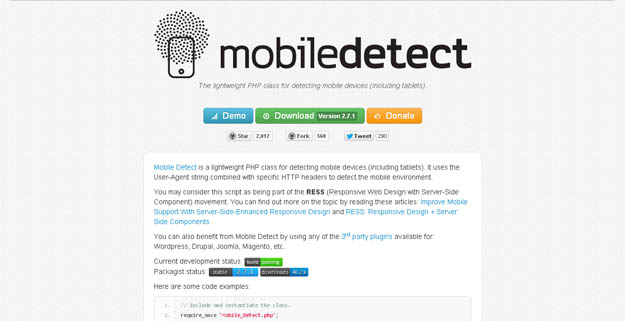 mobiledetect
The lightweight PHP class for detecting mobile devices (including tablets).
Demo Download Version 2.7.1 Donate
Star 2,012 Fork 560 Tweet 290
Mobile Detect is a lightweight PHP class for detecting mobile devices (including tablets). It uses the
User-Agent string combined with specific HTTP headers to detect the mobile environment.
You may consider this script as being part of the RESS (Responsive Web Design with Server-Side
Component) movement. You can find out more on the topic by reading these articles: Improve Mobile
Support With Server-Side-Enhanced Responsive Design and RESS: Responsive Design + Server
Side Components.
You can also benefit from Mobile Detect by using any of the 3rd party plugins available for:
Wordpress, Drupal, Joomla, Magento, etc.
Current development status: build passing
Packagist status: stable 2.7.1 downloads 40.2k
Here are some code examples:
1. // Include and instantiate the class.
2. require_once 'Mobile_Detect.php';